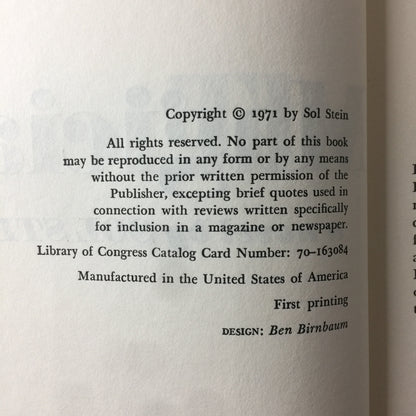 Copyright © 1971 by Sol Stein
All rights reserved. No part of this book
may be reproduced in any form or by any means
without the prior written permission of the
Publisher, excepting brief quotes used in
connection with reviews written specifically
for inclusion in a magazine or newspaper.
Library of Congress Catalog Card Number: 70-163084
Manufactured in the United States of America
First printing
DESIGN: Ben Birnbaum